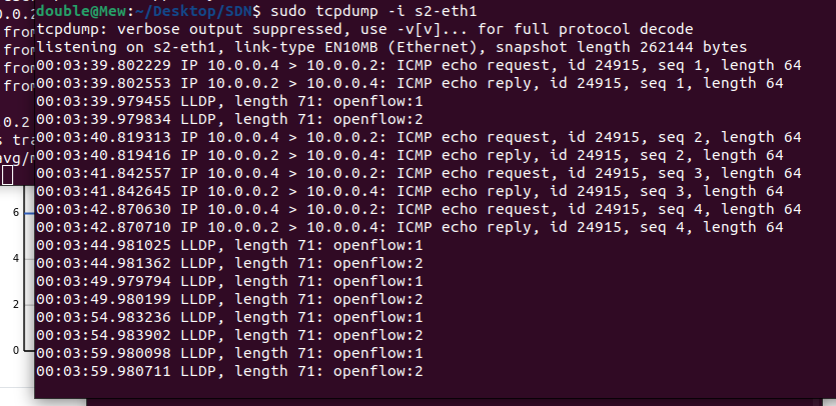 double@Mew:~/Desktop/SDN$ sudo tcpdump -i s2-eth1
tcpdump: verbose output suppressed, use -v[v]... for full protocol decode
listening on s2-eth1, link-type EN10MB (Ethernet), snapshot length 262144 bytes
00:03:39.802229 IP 10.0.0.4 > 10.0.0.2: ICMP echo request, id 24915, seq 1, length 64
00:03:39.802553 IP 10.0.0.2 > 10.0.0.4: ICMP echo reply, id 24915, seq 1, length 64
00:03:39.979455 LLDP, length 71: openflow:1
00:03:39.979834 LLDP, length 71: openflow:2
00:03:40.819313 IP 10.0.0.4 > 10.0.0.2: ICMP echo request, id 24915, seq 2, length 64
00:03:40.819416 IP 10.0.0.2 > 10.0.0.4: ICMP echo reply, id 24915, seq 2, length 64
00:03:41.842557 IP 10.0.0.4 > 10.0.0.2: ICMP echo request, id 24915, seq 3, length 64
00:03:41.842645 IP 10.0.0.2 > 10.0.0.4: ICMP echo reply, id 24915, seq 3, length 64
00:03:42.870630 IP 10.0.0.4 > 10.0.0.2: ICMP echo request, id 24915, seq 4, length 64
00:03:42.870710 IP 10.0.0.2 > 10.0.0.4: ICMP echo reply, id 24915, seq 4, length 64
00:03:44.981025 LLDP, length 71: openflow:1
00:03:44.981362 LLDP, length 71: openflow:2
00:03:49.979794 LLDP, length 71: openflow:1
00:03:49.980199 LLDP, length 71: openflow:2
00:03:54.983236 LLDP, length 71: openflow:1
00:03:54.983902 LLDP, length 71: openflow:2
00:03:59.980098 LLDP, length 71: openflow:1
00:03:59.980711 LLDP, length 71: openflow:2
0.0.2
from
from
from
from
0.2
s tra
avg/m
6
4
2
0